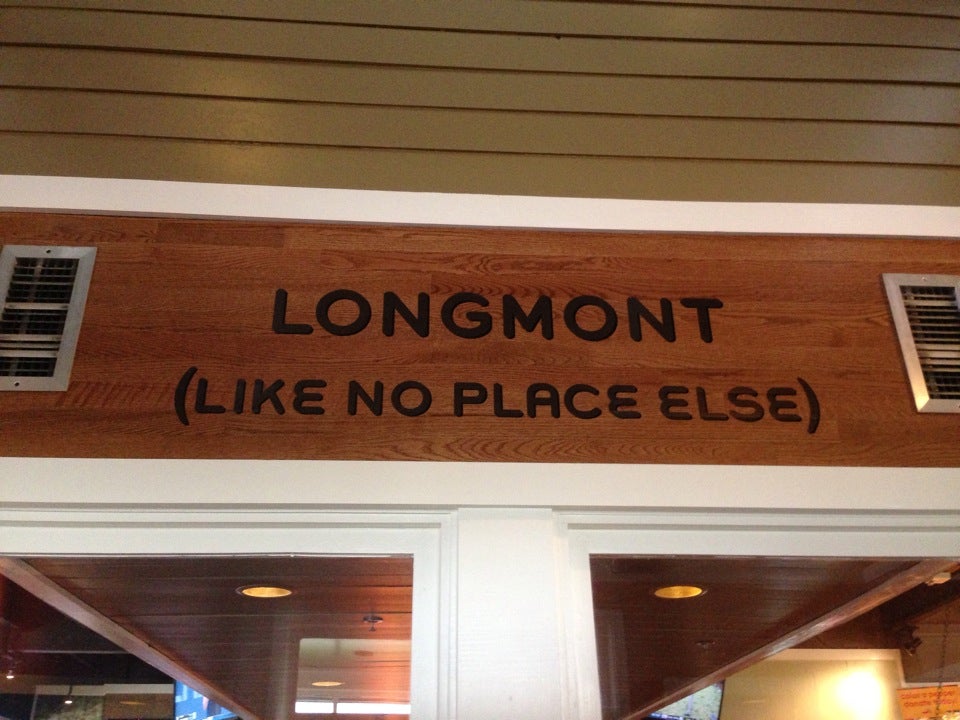 LONGMONT
(LIKE NO PLACE ELSE)